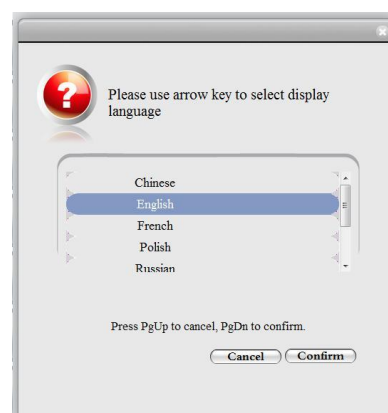 Please use arrow key to select display
language
Chinese
English
French
Polish
Russian
Press PgUp to cancel, PgDn to confirm.
Cancel Confirm